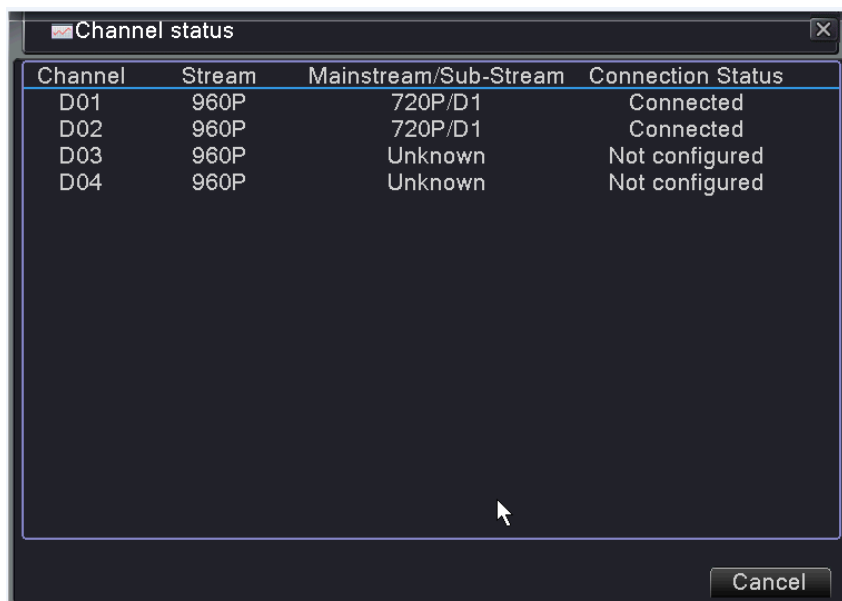 Channel status
Channel Stream Mainstream/Sub-Stream Connection Status
D01 960P 720P/D1 Connected
D02 960P 720P/D1 Connected
D03 960P Unknown Not configured
D04 960P Unknown Not configured
Cancel